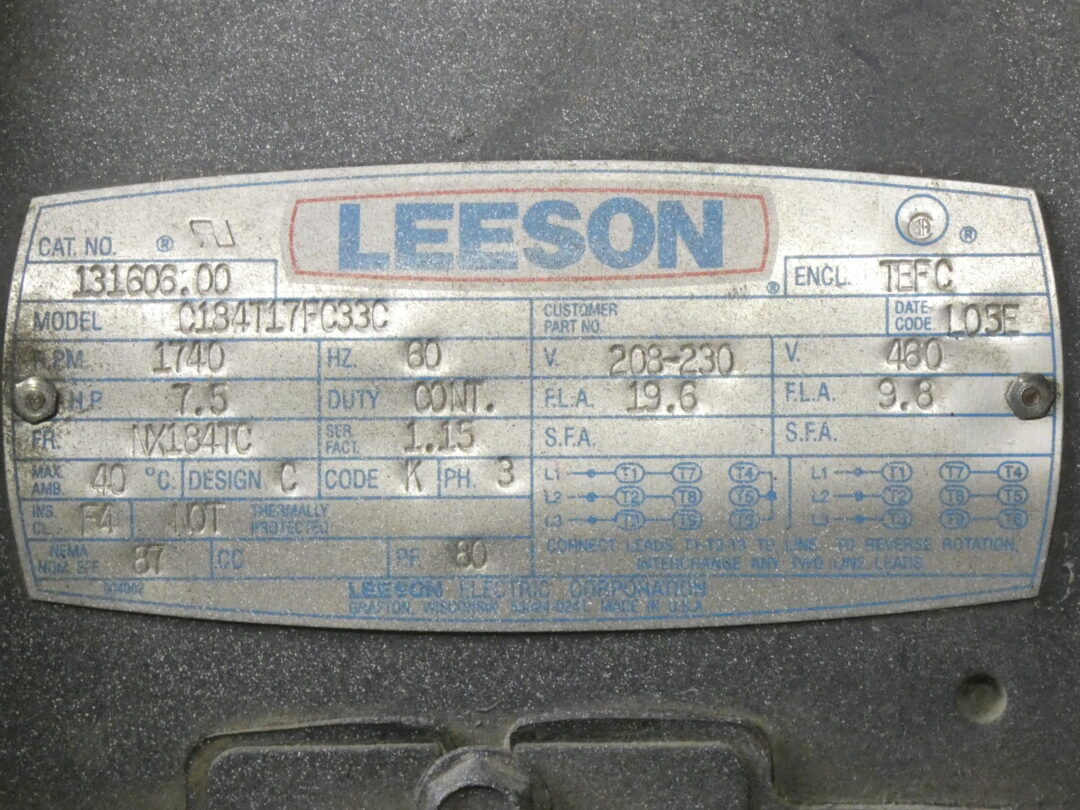 LEESON
CAT. NO. ®
131606.00
®
®
ENCL. TEFC
MODEL C184T17FC33C
CUSTOMER PART NO.
DATE CODE L05E
R.P.M. 1740 HZ. 60 V. 208-230 V. 460
H.P. 7.5 DUTY CONT. F.L.A. 19.6 F.L.A. 9.8
FR. NX184TC SER. FACT. 1.15 S.F.A. S.F.A.
MAX. AMB. 40 °C. DESIGN C CODE K PH. 3
INS. CL. F4 NOT THERMALLY PROTECTED
NEMA NOM. EFF. 87 CC PF 80
L1 T1 T7 T4 L1 T1 T7 T4
L2 T2 T8 T5 L2 T2 T8 T5
L3 T3 T9 T6 L3 T3 T9 T6
CONNECT LEADS T1-T2-T3 TO LINE. TO REVERSE ROTATION,
INTERCHANGE ANY TWO LINE LEADS.
LEESON ELECTRIC CORPORATION
GRAFTON, WISCONSIN MADE IN U.S.A.